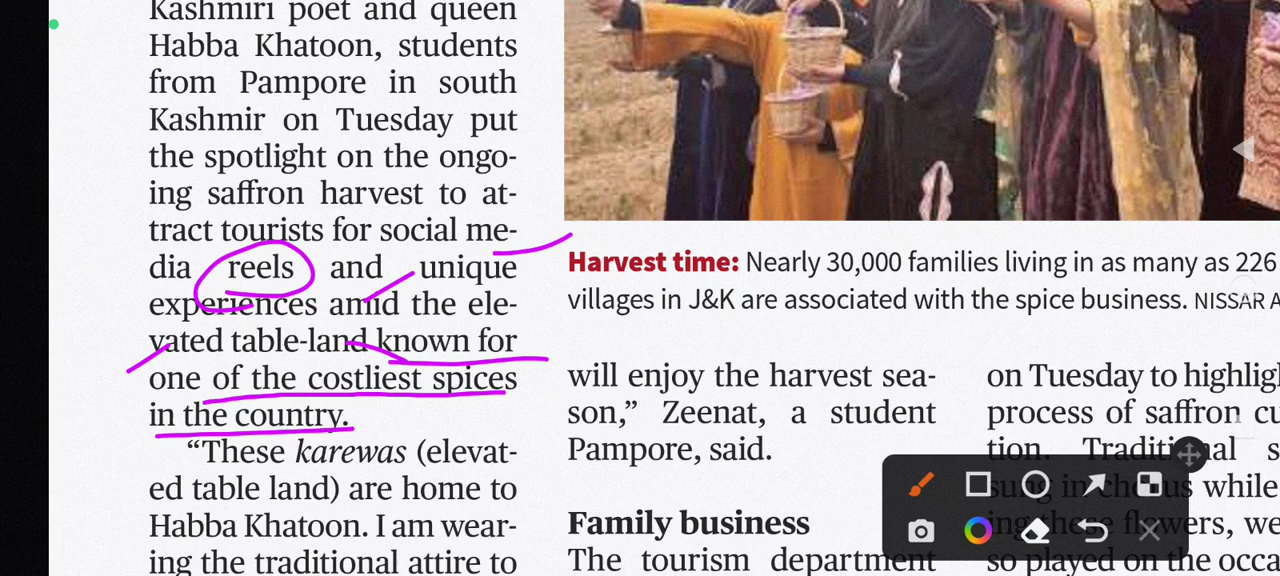 Kashmiri poet and queen
Habba Khatoon, students
from Pampore in south
Kashmir on Tuesday put
the spotlight on the ongo-
ing saffron harvest to at-
tract tourists for social me-
dia reels and unique
experiences amid the ele-
vated table-land known for
one of the costliest spices
in the country.
“These karewas (elevat-
ed table land) are home to
Habba Khatoon. I am wear-
ing the traditional attire to
Harvest time: Nearly 30,000 families living in as many as 226
villages in J&K are associated with the spice business. NISSAR A
will enjoy the harvest sea-
son,” Zeenat, a student
Pampore, said.
Family business
The tourism department
on Tuesday to highligh
process of saffron cu
tion. Traditional s
sung in chorus while
ing these flowers, we
so played on the occa